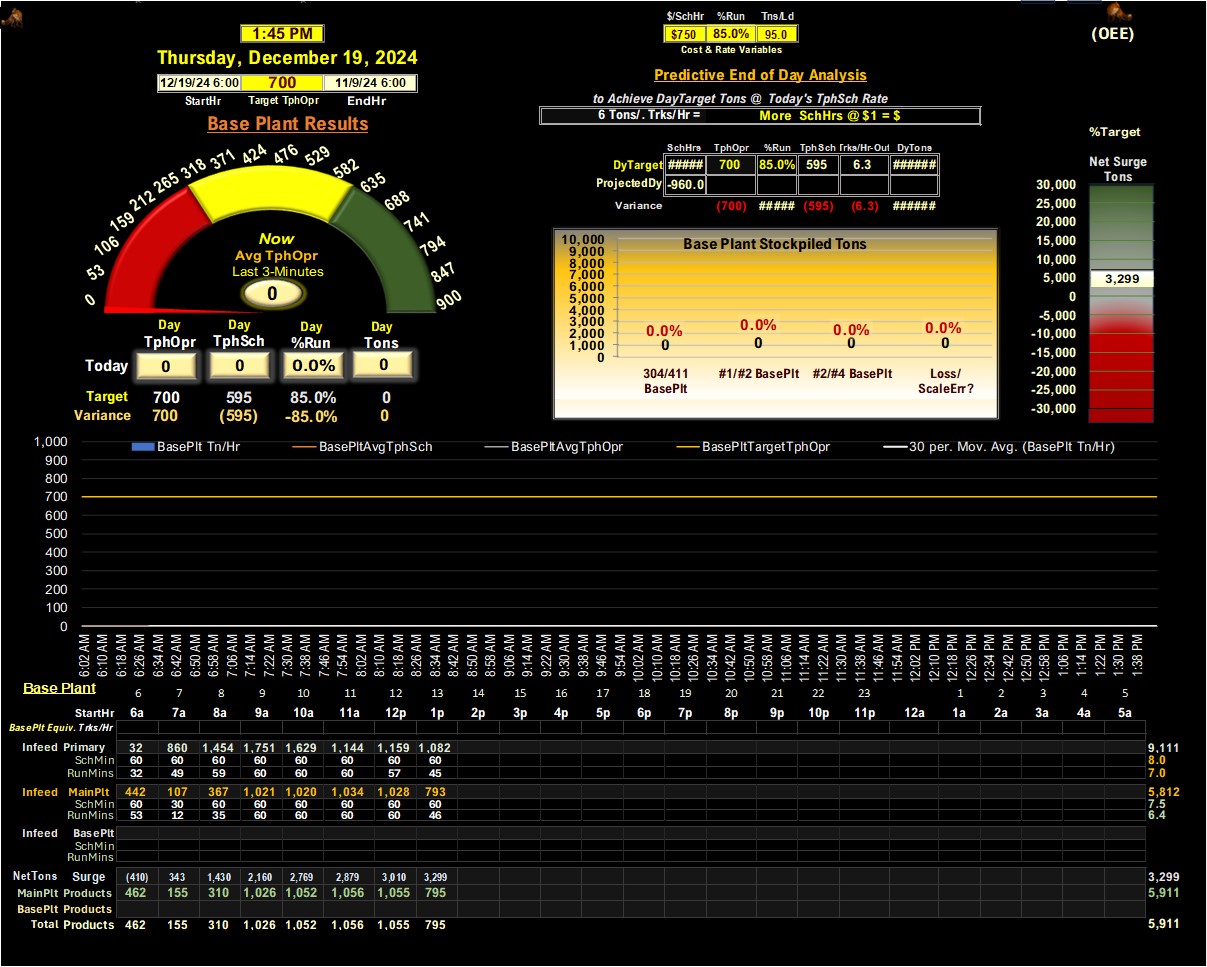 $/SchHr %Run Tns/Ld
$750 85.0% 95.0
Cost & Rate Variables
(OEE)
1:45 PM
Thursday, December 19, 2024
12/19/24 6:00 700 11/9/24 6:00
StartHr Target TphOpr EndHr
Base Plant Results
Predictive End of Day Analysis
to Achieve DayTarget Tons @ Today's TphSch Rate
6 Tons/. Trks/Hr = More SchHrs @ $1 = $
SchHrs TphOpr %Run TphSch Trks/Hr-Out DyTons
DyTarget ##### 700 85.0% 595 6.3 ######
ProjectedDy -960.0
Variance (700) ##### (595) (6.3) ######
%Target
Net Surge
Tons
30,000
25,000
20,000
15,000
10,000
5,000
3,299
0
-5,000
-10,000
-15,000
-20,000
-25,000
-30,000
0 53 106 159 212 265 318 371 424 476 529 582 635 688 741 794 847 900
Now
Avg TphOpr
Last 3-Minutes
0
Day Day Day Day
TphOpr TphSch %Run Tons
Today 0 0 0.0% 0
Target 700 595 85.0% 0
Variance 700 (595) -85.0% 0
Base Plant Stockpiled Tons
10,000
9,000
8,000
7,000
6,000
5,000
4,000
3,000
2,000
1,000
0
0.0% 0.0% 0.0% 0.0%
0 0 0 0
304/411 #1/#2 BasePlt #2/#4 BasePlt Loss/
BasePlt ScaleErr?
BasePlt Tn/Hr BasePltAvgTphSch BasePltAvgTphOpr BasePltTargetTphOpr 30 per. Mov. Avg. (BasePlt Tn/Hr)
1,000
900
800
700
600
500
400
300
200
100
0
6:02 AM 6:10 AM 6:18 AM 6:26 AM 6:34 AM 6:42 AM 6:50 AM 6:58 AM 7:06 AM 7:14 AM 7:22 AM 7:30 AM 7:38 AM 7:46 AM 7:54 AM 8:02 AM 8:10 AM 8:18 AM 8:26 AM 8:34 AM 8:42 AM 8:50 AM 8:58 AM 9:06 AM 9:14 AM 9:22 AM 9:30 AM 9:38 AM 9:46 AM 9:54 AM 10:02 AM 10:10 AM 10:18 AM 10:26 AM 10:34 AM 10:42 AM 10:50 AM 10:58 AM 11:06 AM 11:14 AM 11:22 AM 11:30 AM 11:38 AM 11:46 AM 11:54 AM 12:02 PM 12:10 PM 12:18 PM 12:26 PM 12:34 PM 12:42 PM 12:50 PM 12:58 PM 1:06 PM 1:14 PM 1:22 PM 1:30 PM 1:38 PM
Base Plant 6 7 8 9 10 11 12 13 14 15 16 17 18 19 20 21 22 23 1 2 3 4 5
StartHr 6a 7a 8a 9a 10a 11a 12p 1p 2p 3p 4p 5p 6p 7p 8p 9p 10p 11p 12a 1a 2a 3a 4a 5a
BasePlt Equiv. Trks/Hr
Infeed Primary 32 860 1,454 1,751 1,629 1,144 1,159 1,082 9,111
SchMin 60 60 60 60 60 60 60 60 8.0
RunMins 32 49 59 60 60 60 57 45 7.0
Infeed MainPlt 442 107 367 1,021 1,020 1,034 1,028 793 5,812
SchMin 60 30 60 60 60 60 60 60 7.5
RunMins 53 12 35 60 60 60 60 46 6.4
Infeed BasePlt
SchMin
RunMins
NetTons Surge (410) 343 1,430 2,160 2,769 2,879 3,010 3,299 3,299
MainPlt Products 462 155 310 1,026 1,052 1,056 1,055 795 5,911
BasePlt Products
Total Products 462 155 310 1,026 1,052 1,056 1,055 795 5,911